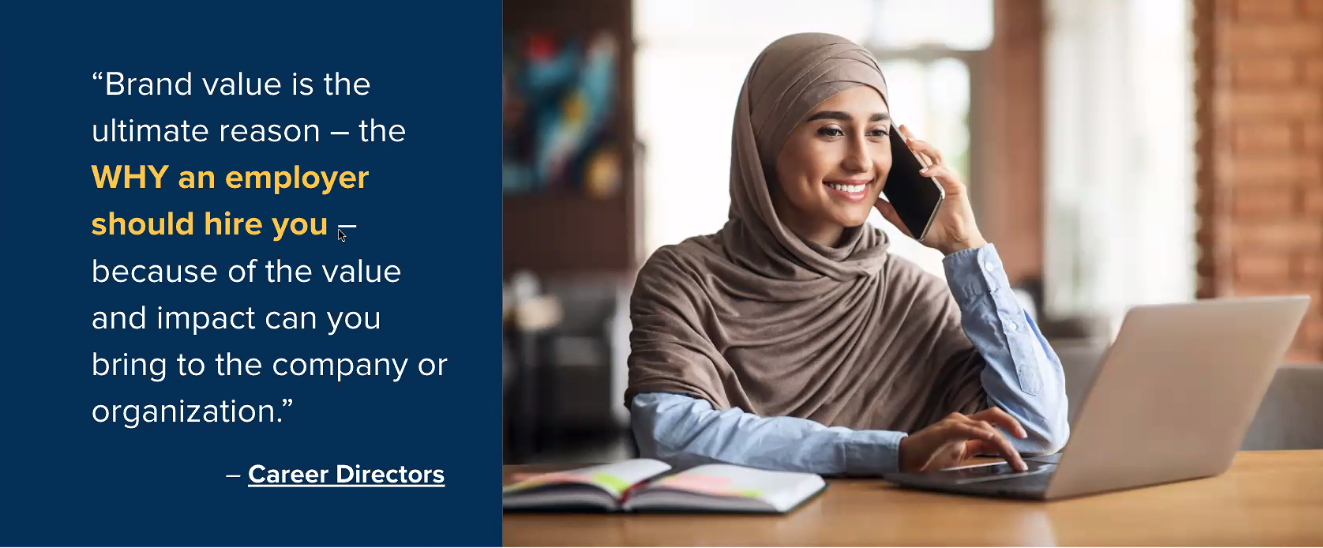 “Brand value is the
ultimate reason – the
WHY an employer
should hire you –
because of the value
and impact can you
bring to the company or
organization.”
– Career Directors